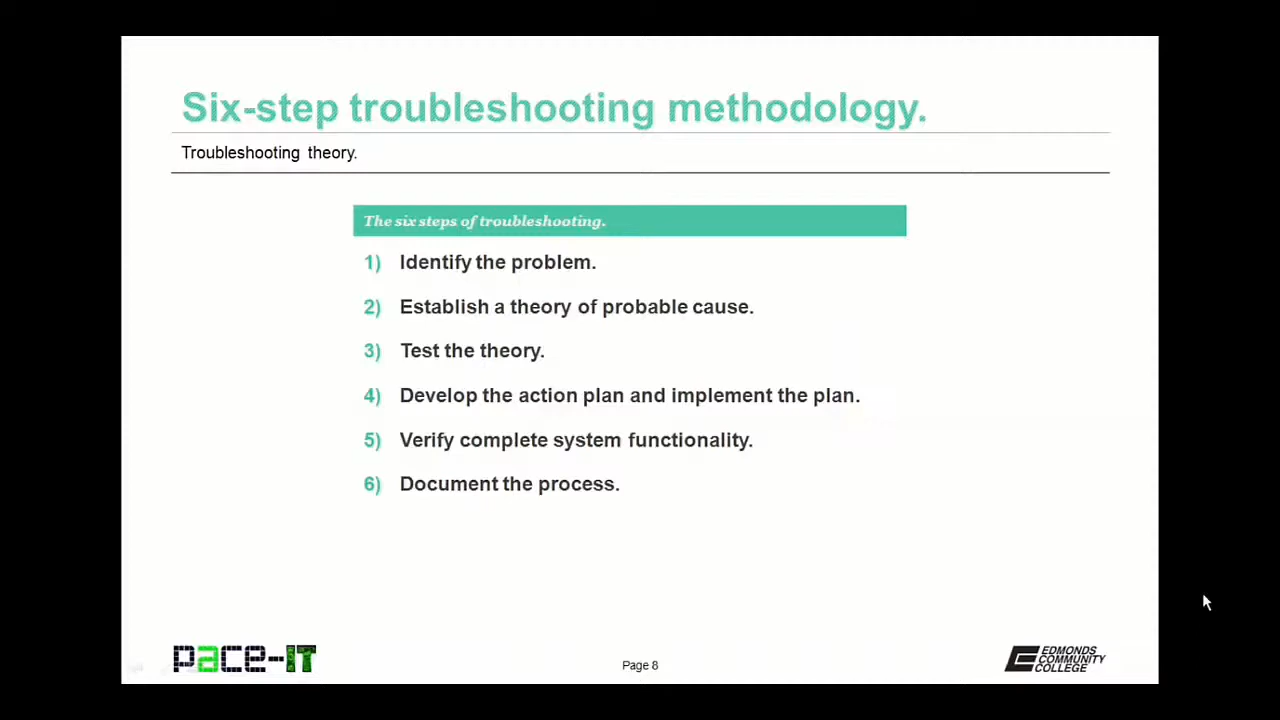 Six-step troubleshooting methodology.
Troubleshooting theory.
The six steps of troubleshooting.
1) Identify the problem.
2) Establish a theory of probable cause.
3) Test the theory.
4) Develop the action plan and implement the plan.
5) Verify complete system functionality.
6) Document the process.
pace-IT
Page 8
EDMONDS
COMMUNITY
COLLEGE